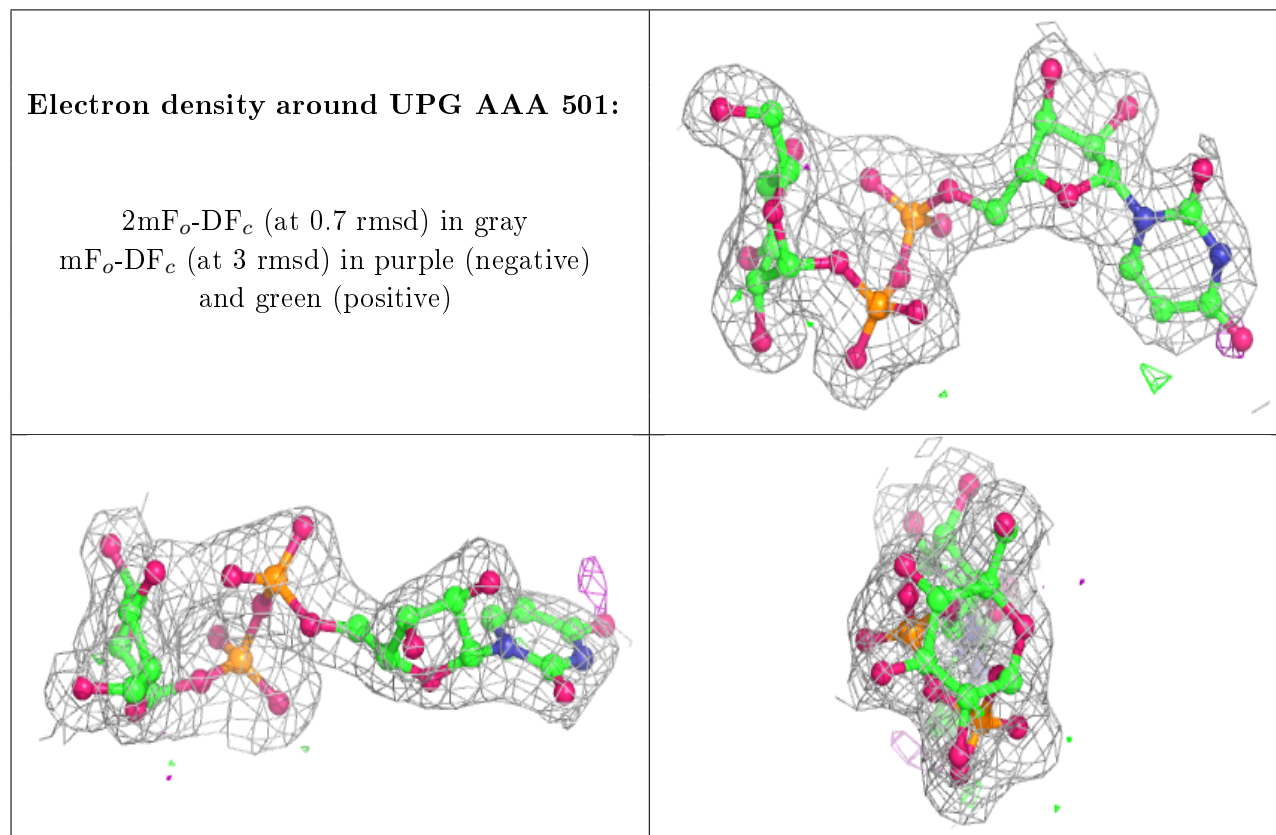 Electron density around UPG AAA 501:
2mFₒ-DF𝒸 (at 0.7 rmsd) in gray
mFₒ-DF𝒸 (at 3 rmsd) in purple (negative)
and green (positive)